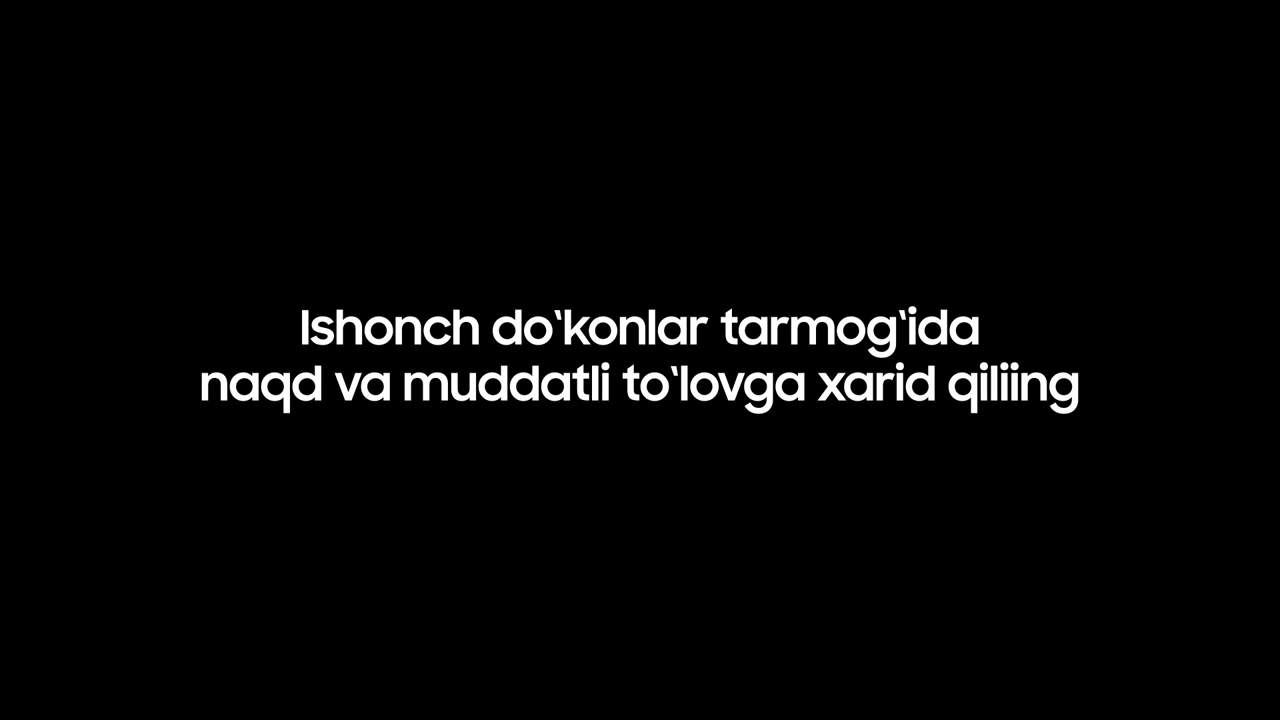 Ishonch do‘konlar tarmog‘ida
naqd va muddatli to‘lovga xarid qiliing